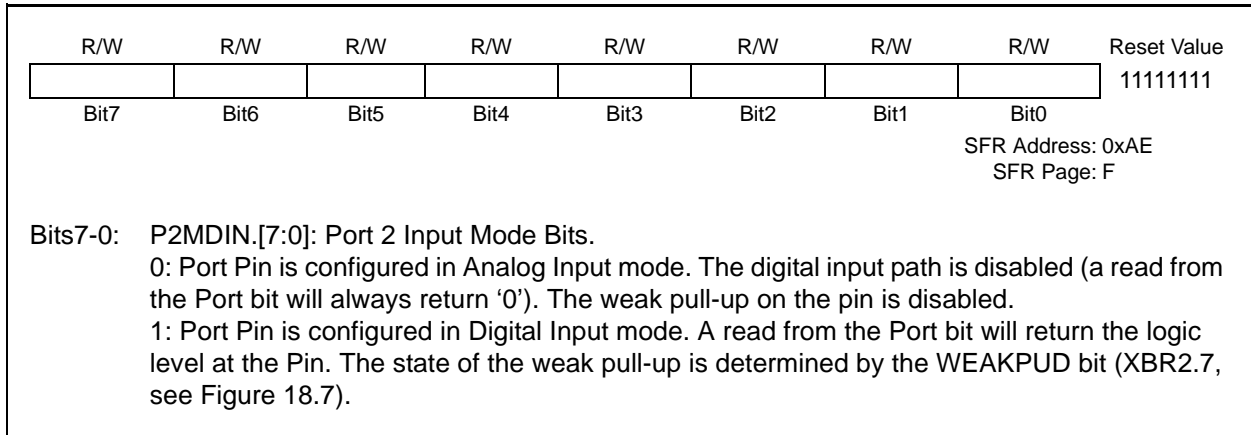 R/W R/W R/W R/W R/W R/W R/W R/W Reset Value
11111111
Bit7 Bit6 Bit5 Bit4 Bit3 Bit2 Bit1 Bit0
SFR Address: 0xAE
SFR Page: F
Bits7-0: P2MDIN.[7:0]: Port 2 Input Mode Bits.
0: Port Pin is configured in Analog Input mode. The digital input path is disabled (a read from
the Port bit will always return ‘0’). The weak pull-up on the pin is disabled.
1: Port Pin is configured in Digital Input mode. A read from the Port bit will return the logic
level at the Pin. The state of the weak pull-up is determined by the WEAKPUD bit (XBR2.7,
see Figure 18.7).